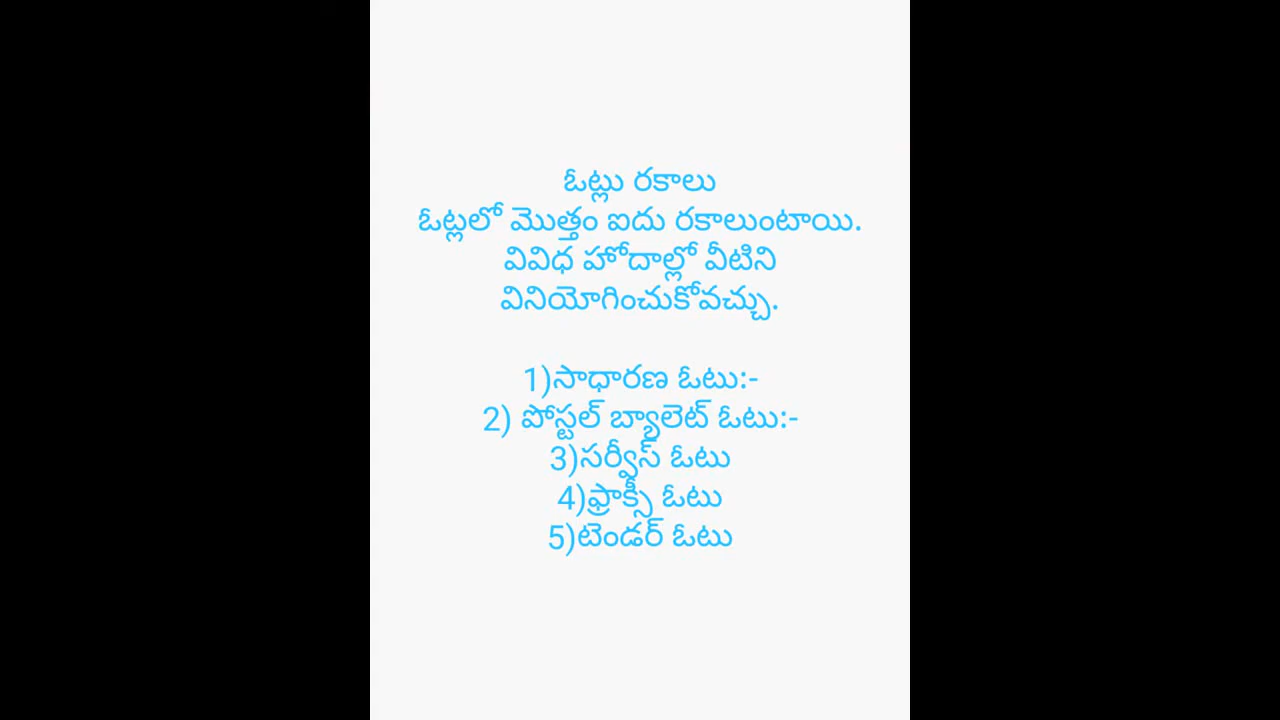 ఓట్లు రకాలు
ఓట్లలో మొత్తం ఐదు రకాలుంటాయి.
వివిధ హోదాల్లో వీటిని
వినియోగించుకోవచ్చు.
1)సాధారణ ఓటు:-
2) పోస్టల్ బ్యాలెట్ ఓటు:-
3)సర్వీస్ ఓటు
4)ఫ్రాక్సీ ఓటు
5)టెండర్ ఓటు